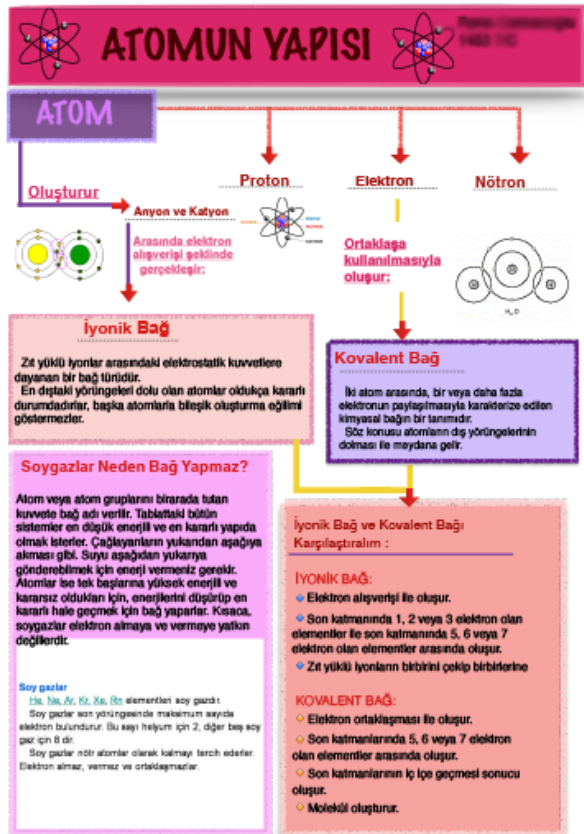 ATOMUN YAPISI
ATOM
Proton
Elektron
Nötron
Oluşturur
Anyon ve Katyon
Arasında elektron
alışverişi şeklinde
gerçekleşir:
Ortaklaşa
kullanılmasıyla
oluşur:
H₂O
İyonik Bağ
Zıt yüklü iyonlar arasındaki elektrostatik kuvvetlere
dayanan bir bağ türüdür.
En dıştaki yörüngeleri dolu olan atomlar oldukça kararlı
durumdadırlar, başka atomlarla bileşik oluşturma eğilimi
göstermezler.
Kovalent Bağ
İki atom arasında, bir veya daha fazla
elektronun paylaşılmasıyla karakterize edilen
kimyasal bağın bir tanımıdır.
Söz konusu atomların dış yörüngelerinin
dolması ile meydana gelir.
Soygazlar Neden Bağ Yapmaz?
Atom veya atom gruplarını birarada tutan
kuvvete bağ adı verilir. Tabiattaki bütün
sistemler en düşük enerjili ve en kararlı yapıda
olmak isterler. Çağlayanların yukarıdan aşağıya
akması gibi. Suyu aşağıdan yukarıya
gönderebilmek için enerji vermeniz gerekir.
Atomlar ise tek başlarına yüksek enerjili ve
kararsız oldukları için, enerjilerini düşürüp en
kararlı hale geçmek için bağ yaparlar. Kısaca,
soygazlar elektron almaya ve vermeye yatkın
değillerdir.
Soy gazlar
He, Ne, Ar, Kr, Xe, Rn elementleri soy gazdır.
Soy gazlar son yörüngesinde maksimum sayıda
elektron bulundurur. Bu sayı helyum için 2, diğer beş soy
gaz için 8 dir.
Soy gazlar nötr atomlar olarak kalmayı tercih ederler.
Elektron almaz, vermez ve ortaklaşmazlar.
İyonik Bağ ve Kovalent Bağı
Karşılaştıralım :
İYONİK BAĞ:
Elektron alışverişi ile oluşur.
Son katmanında 1, 2 veya 3 elektron olan
elementler ile son katmanında 5, 6 veya 7
elektron olan elementler arasında oluşur.
Zıt yüklü iyonların birbirini çekip birbirlerine
KOVALENT BAĞ:
Elektron ortaklaşması ile oluşur.
Son katmanlarında 5, 6 veya 7 elektron
olan elementler arasında oluşur.
Son katmanlarının iç içe geçmesi sonucu
oluşur.
Molekül oluşturur.